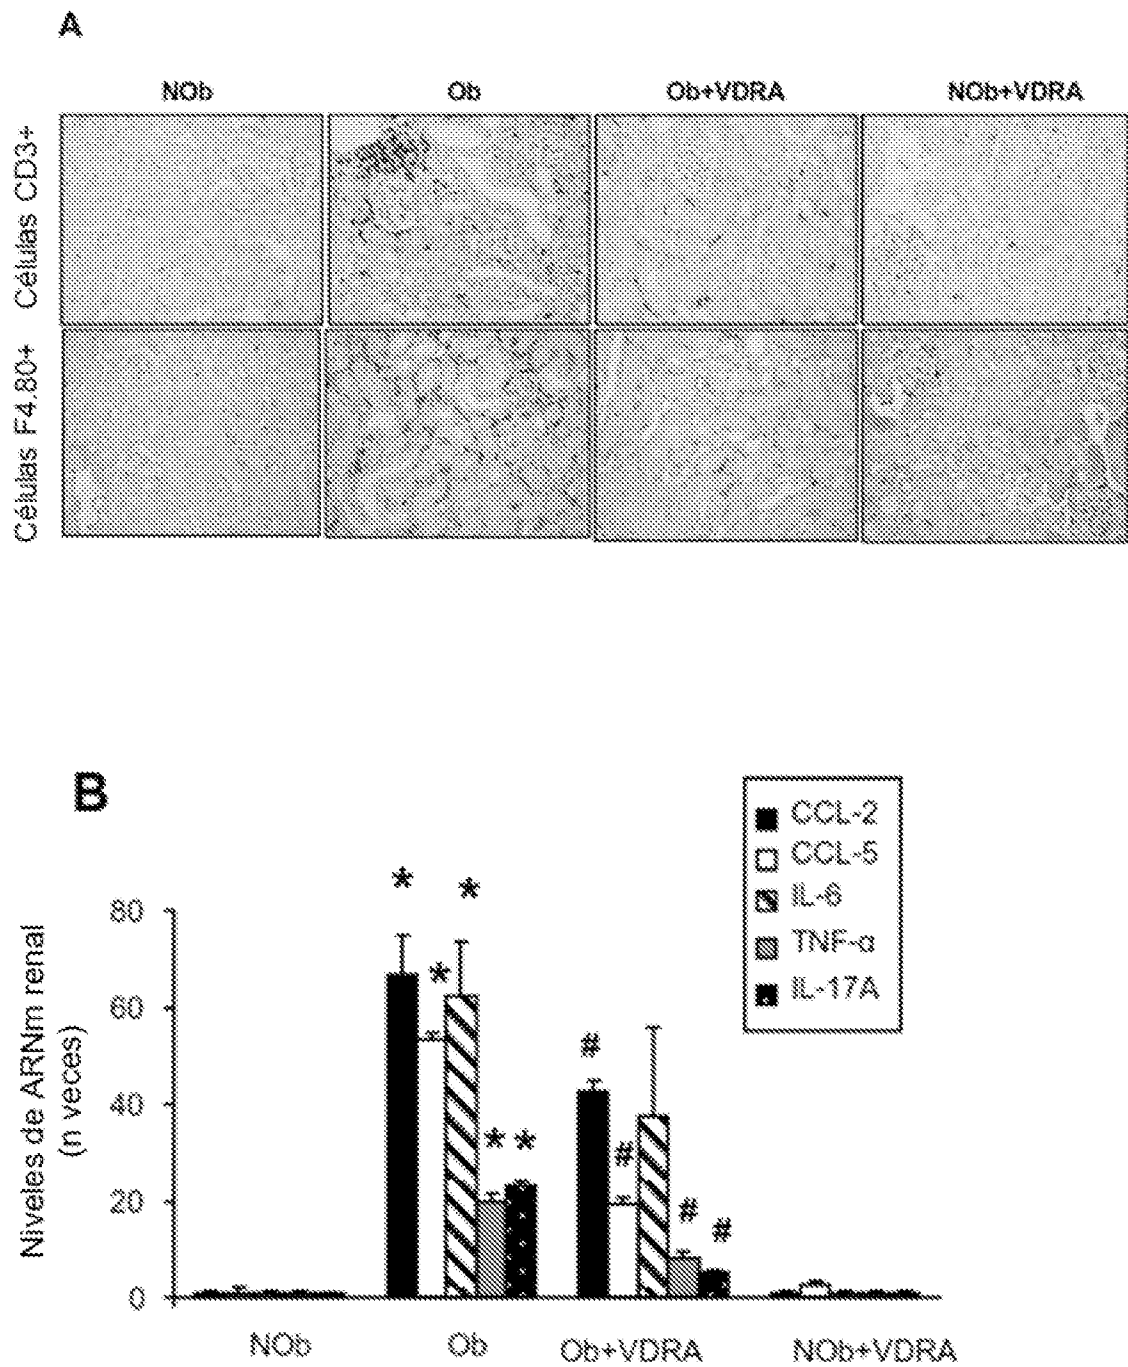 A
NOb Ob Ob+VDRA NOb+VDRA
Células CD3+
Células F4.80+
B
CCL-2
CCL-5
IL-6
TNF-α
IL-17A
Niveles de ARNm renal
(n veces)
80
60
40
20
0
* * * * *
# # # #
NOb Ob Ob+VDRA NOb+VDRA